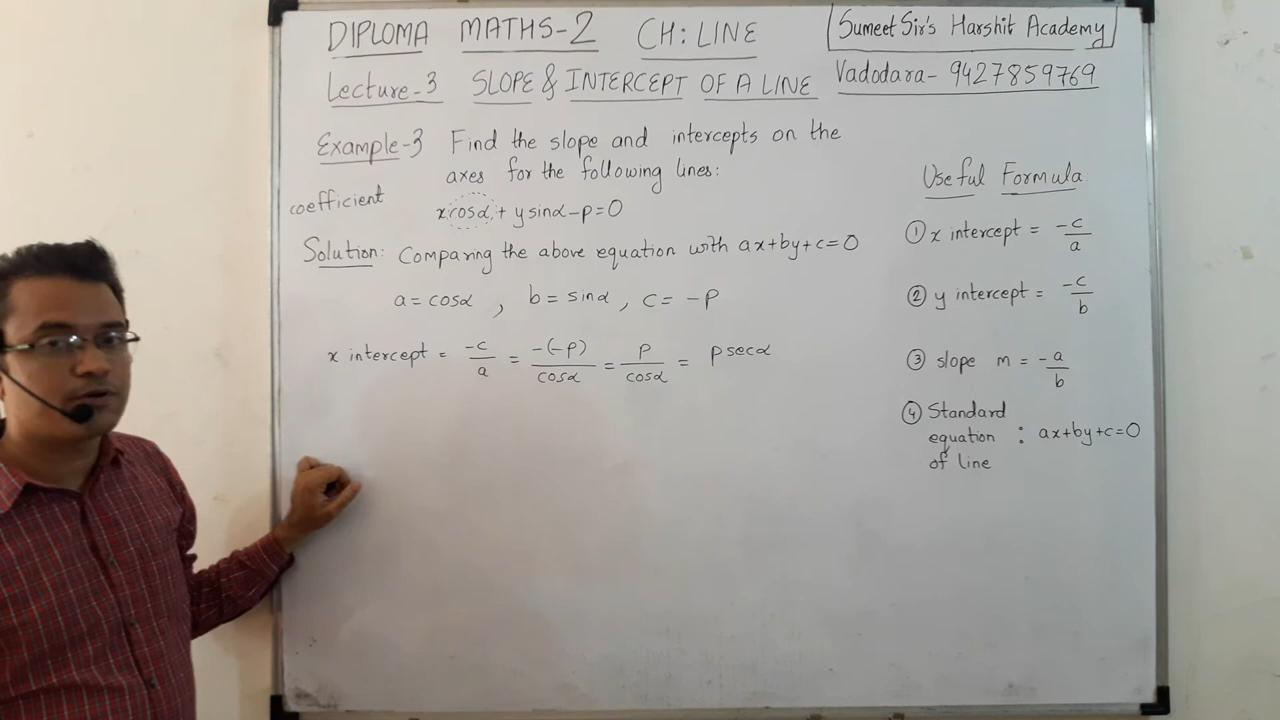 DIPLOMA MATHS-2 CH: LINE
Sumeet Sir's Harshit Academy
Lecture-3 SLOPE & INTERCEPT OF A LINE
Vadodara- 9427859769
Example-3 Find the slope and intercepts on the
axes for the following lines:
coefficient
xcosα + ysinα-p=0
Solution: Comparing the above equation with ax+by+c=0
a = cosα , b = sinα , c = -p
x intercept = -c/a = -(-p)/cosα = p/cosα = p secα
Useful Formula
① x intercept = -c/a
② y intercept = -c/b
③ slope m = -a/b
④ Standard
equation : ax+by+c=0
of line